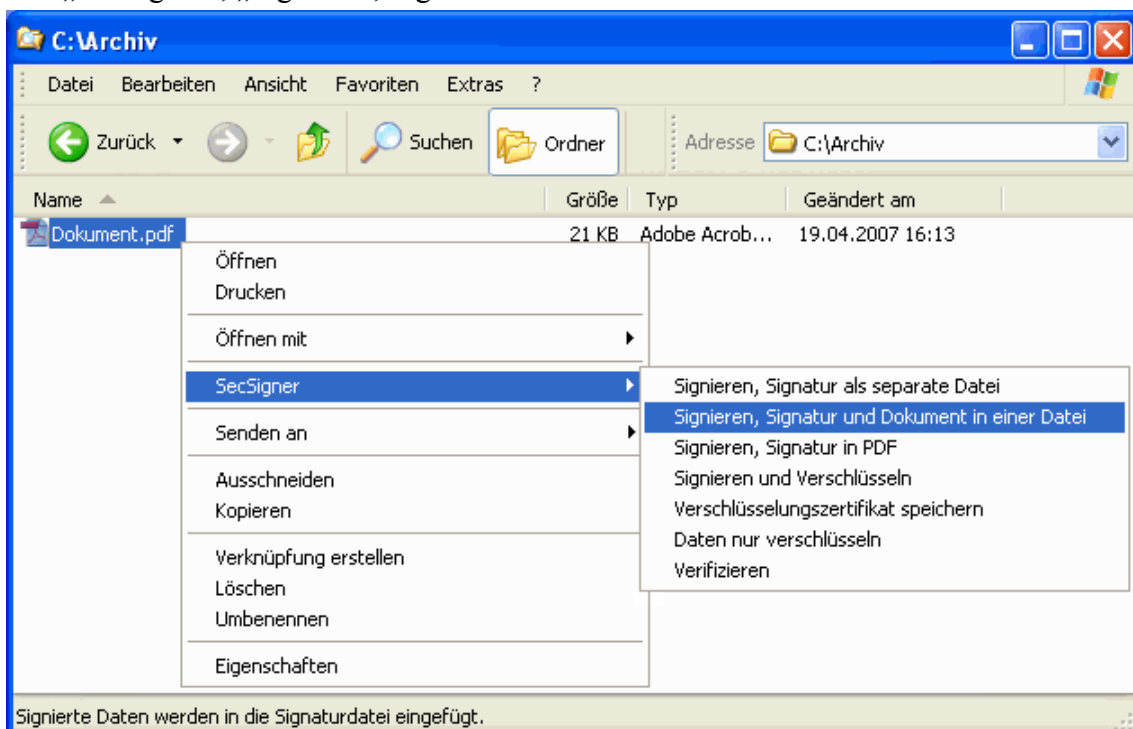 C:\Archiv
Datei Bearbeiten Ansicht Favoriten Extras ?
Zurück Suchen Ordner Adresse C:\Archiv
Name Größe Typ Geändert am
Dokument.pdf 21 KB Adobe Acrob... 19.04.2007 16:13
Öffnen
Drucken
Öffnen mit
SecSigner
Senden an
Ausschneiden
Kopieren
Verknüpfung erstellen
Löschen
Umbenennen
Eigenschaften
Signieren, Signatur als separate Datei
Signieren, Signatur und Dokument in einer Datei
Signieren, Signatur in PDF
Signieren und Verschlüsseln
Verschlüsselungszertifikat speichern
Daten nur verschlüsseln
Verifizieren
Signierte Daten werden in die Signaturdatei eingefügt.